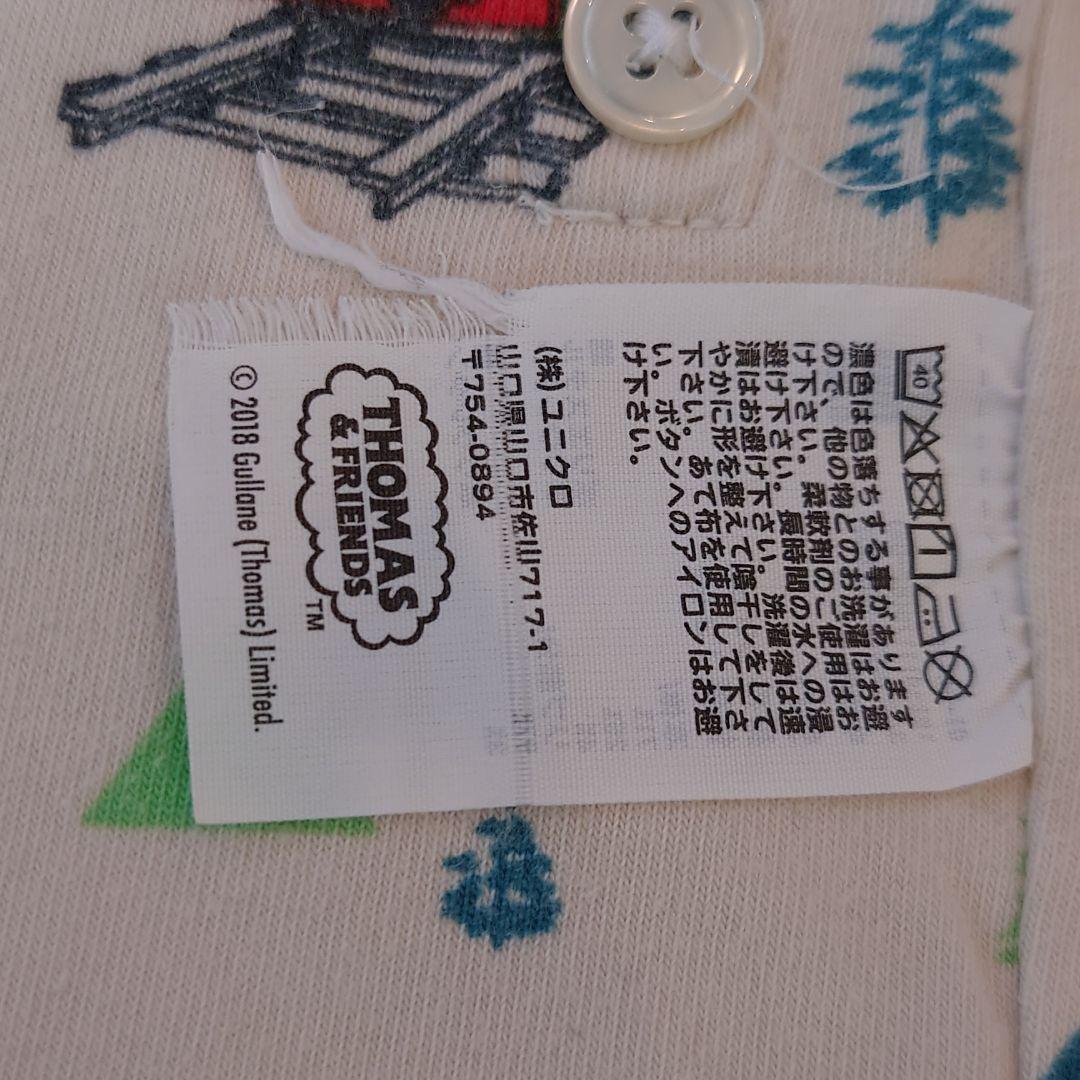 40
濃色は色落ちする事があります
ので、他の物とのお洗濯はお避
け下さい。柔軟剤のご使用はお
避け下さい。長時間の水への浸
漬はお避け下さい。洗濯後は速
やかに形を整えて陰干しをして
下さい。あて布を使用して下さ
い。ボタンへのアイロンはお避
け下さい。
(株)ユニクロ
山口県山口市佐山717-1
〒754-0894
THOMAS
& FRIENDS
TM
© 2018 Gullane (Thomas) Limited.